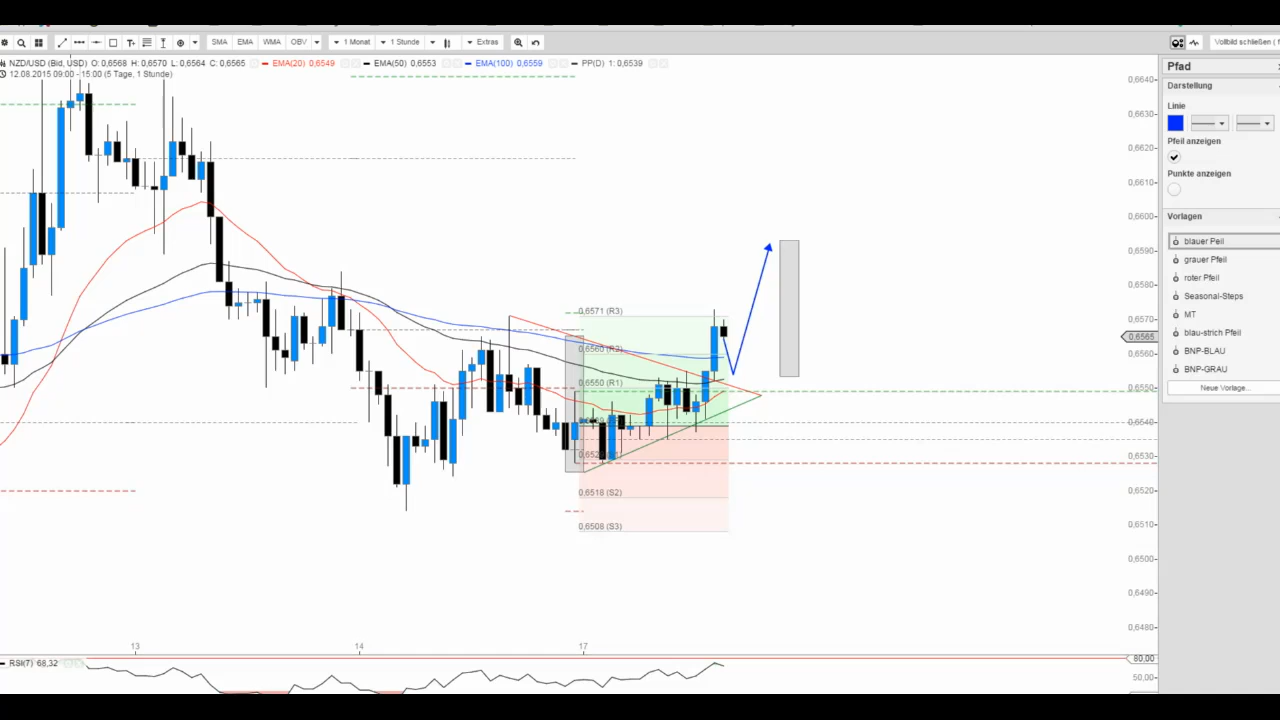 SMA EMA WMA OBV 1 Monat 1 Stunde Extras Vollbild schließen (
NZD/USD (Bid, USD) O: 0,6568 H: 0,6570 L: 0,6564 C: 0,6565 EMA(20) 0,6549 EMA(50) 0,6553 EMA(100) 0,6559 PP(D) 1: 0,6539
12.08.2015 09:00 - 15:00 (5 Tage, 1 Stunde)
Pfad
Darstellung
Linie
Pfeil anzeigen
Punkte anzeigen
Vorlagen
blauer Peil
grauer Pfeil
roter Pfeil
Seasonal-Steps
MT
blau-strich Pfeil
BNP-BLAU
BNP-GRAU
Neue Vorlage...
0,6640
0,6630
0,6620
0,6610
0,6600
0,6590
0,6580
0,6570
0,6565
0,6560
0,6550
0,6540
0,6530
0,6520
0,6510
0,6500
0,6490
0,6480
0,6571 (R3)
0,6560 (R2)
0,6550 (R1)
0,6518 (S2)
0,6508 (S3)
13 14 17
RSI(7) 68,32
80,00
50,00